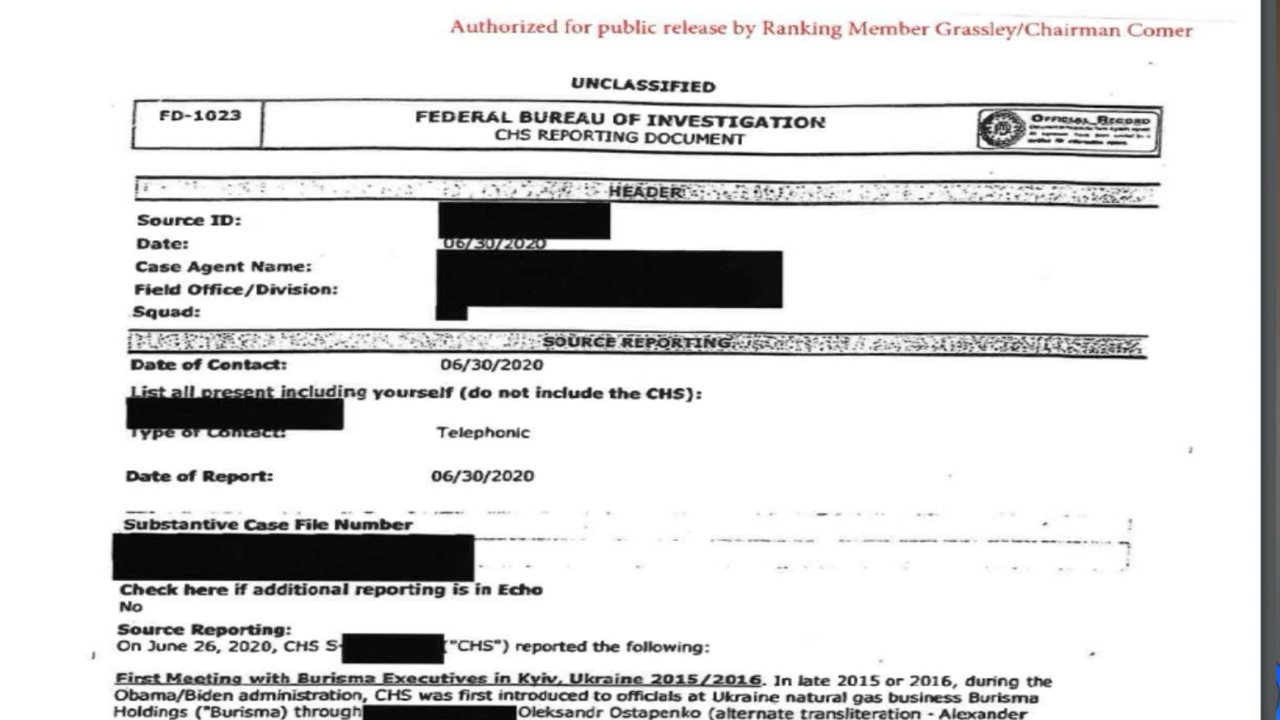 Authorized for public release by Ranking Member Grassley/Chairman Comer
UNCLASSIFIED
FD-1023
FEDERAL BUREAU OF INVESTIGATION
CHS REPORTING DOCUMENT
OFFICIAL RECORD
HEADER
Source ID:
Date: 06/30/2020
Case Agent Name:
Field Office/Division:
Squad:
SOURCE REPORTING
Date of Contact: 06/30/2020
List all present including yourself (do not include the CHS):
Type of Contact: Telephonic
Date of Report: 06/30/2020
Substantive Case File Number
Check here if additional reporting is in Echo
No
Source Reporting:
On June 26, 2020, CHS S- ("CHS") reported the following:
First Meeting with Burisma Executives in Kyiv, Ukraine 2015/2016. In late 2015 or 2016, during the
Obama/Biden administration, CHS was first introduced to officials at Ukraine natural gas business Burisma
Holdings ("Burisma) through Oleksandr Ostapenko (alternate transliteration - Alexander